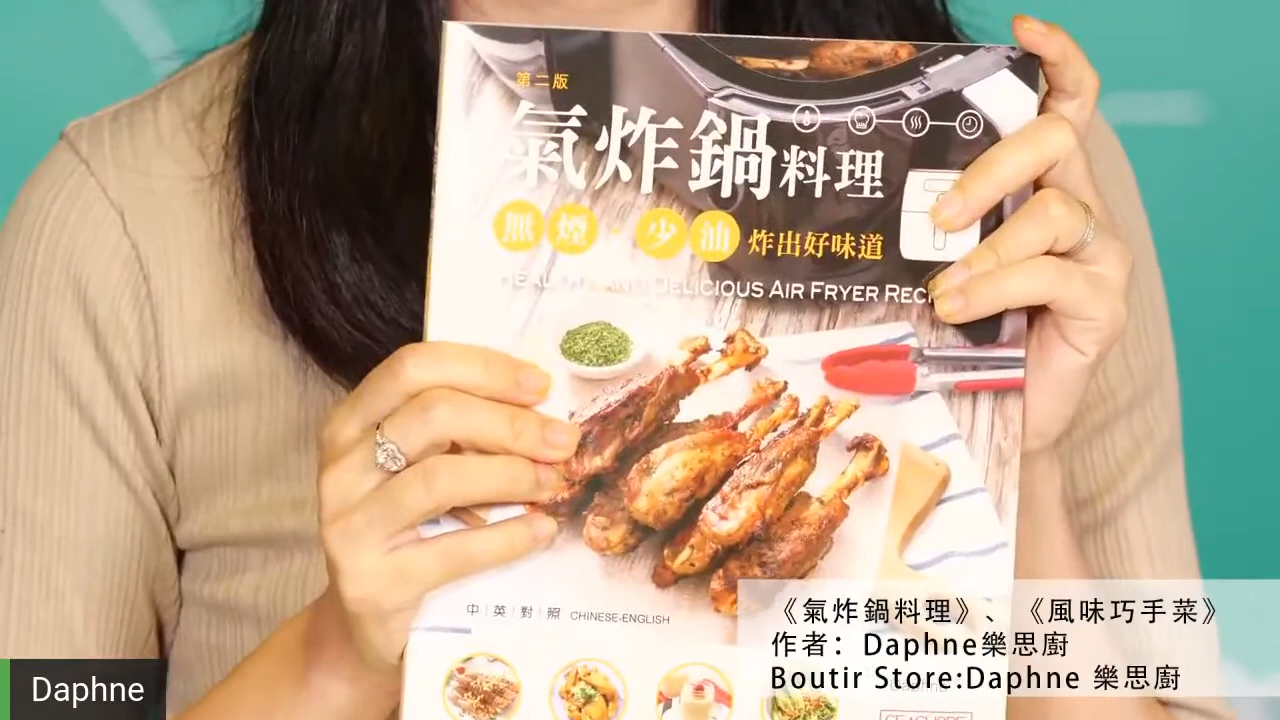 第二版
氣炸鍋料理
無煙·少油 炸出好味道
HEALTHY AND DELICIOUS AIR FRYER
中｜英｜對｜照 CHINESE-ENGLISH
《氣炸鍋料理》、《風味巧手菜》
作者：Daphne樂思廚
Boutir Store:Daphne 樂思廚
Daphne